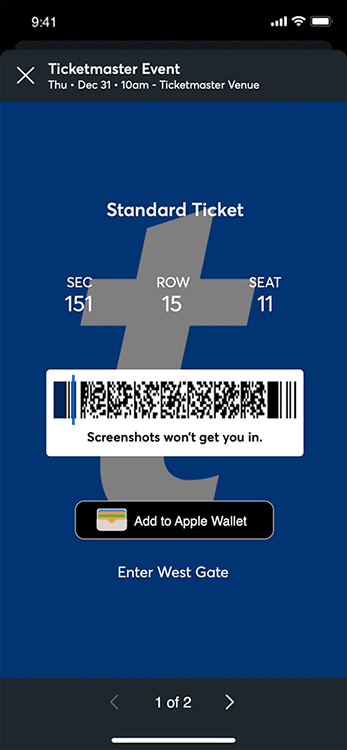 9:41
Ticketmaster Event
Thu • Dec 31 • 10am - Ticketmaster Venue
Standard Ticket
SEC ROW SEAT
151 15 11
Screenshots won't get you in.
Add to Apple Wallet
Enter West Gate
1 of 2